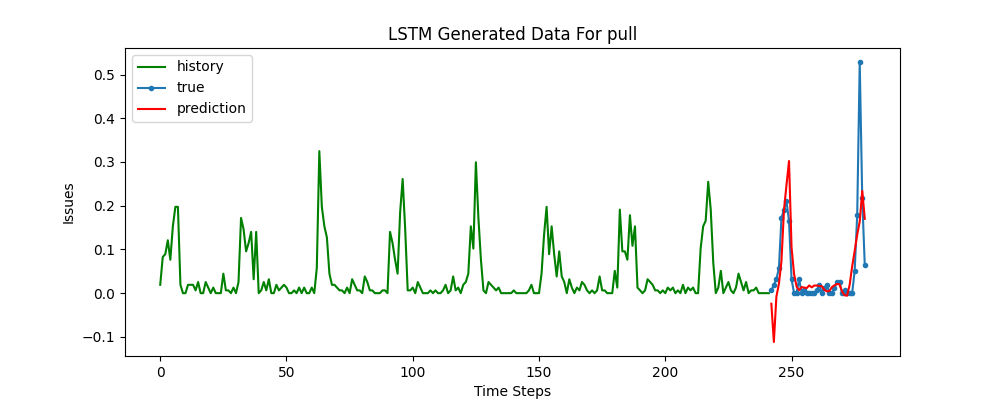 LSTM Generated Data For pull
history
true
prediction
0.5
0.4
0.3
0.2
0.1
0.0
−0.1
Issues
0 50 100 150 200 250
Time Steps